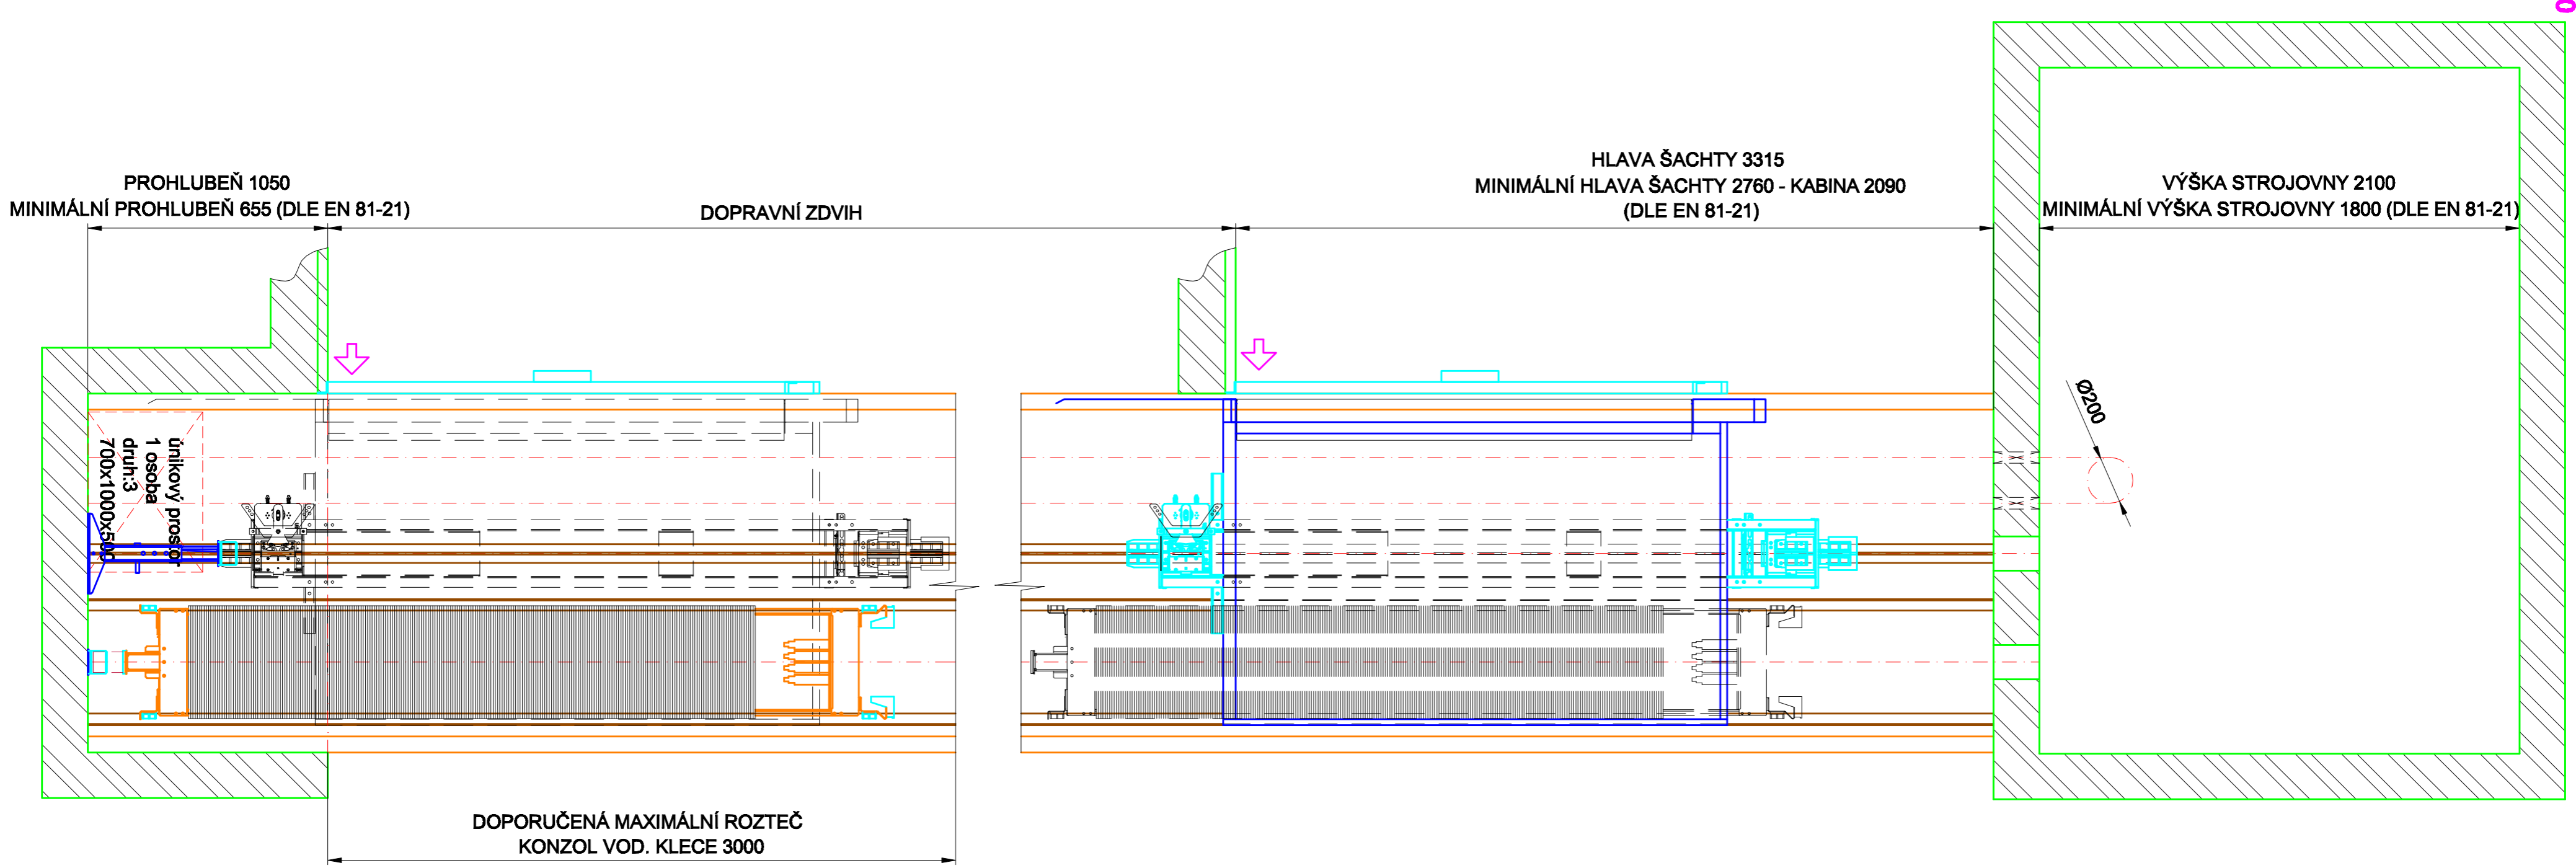 0
HLAVA ŠACHTY 3315
MINIMÁLNÍ HLAVA ŠACHTY 2760 - KABINA 2090
(DLE EN 81-21)
PROHLUBEŇ 1050
MINIMÁLNÍ PROHLUBEŇ 655 (DLE EN 81-21)
DOPRAVNÍ ZDVIH
VÝŠKA STROJOVNY 2100
MINIMÁLNÍ VÝŠKA STROJOVNY 1800 (DLE EN 81-21)
Ø200
únikový prostor
1 osoba
druh:3
700x1000x500
DOPORUČENÁ MAXIMÁLNÍ ROZTEČ
KONZOL VOD. KLECE 3000